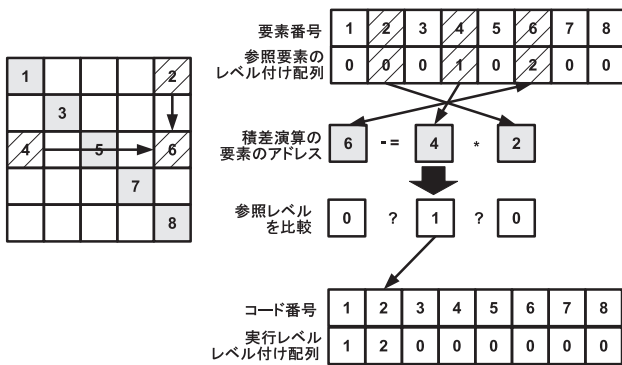 要素番号
1 2 3 4 5 6 7 8
参照要素の
レベル付け配列
0 0 0 1 0 2 0 0
1 2
3
4 5 6
7
8
積差演算の
要素のアドレス
6 -= 4 * 2
参照レベル
を比較
0 ? 1 ? 0
コード番号
1 2 3 4 5 6 7 8
実行レベル
レベル付け配列
1 2 0 0 0 0 0 0